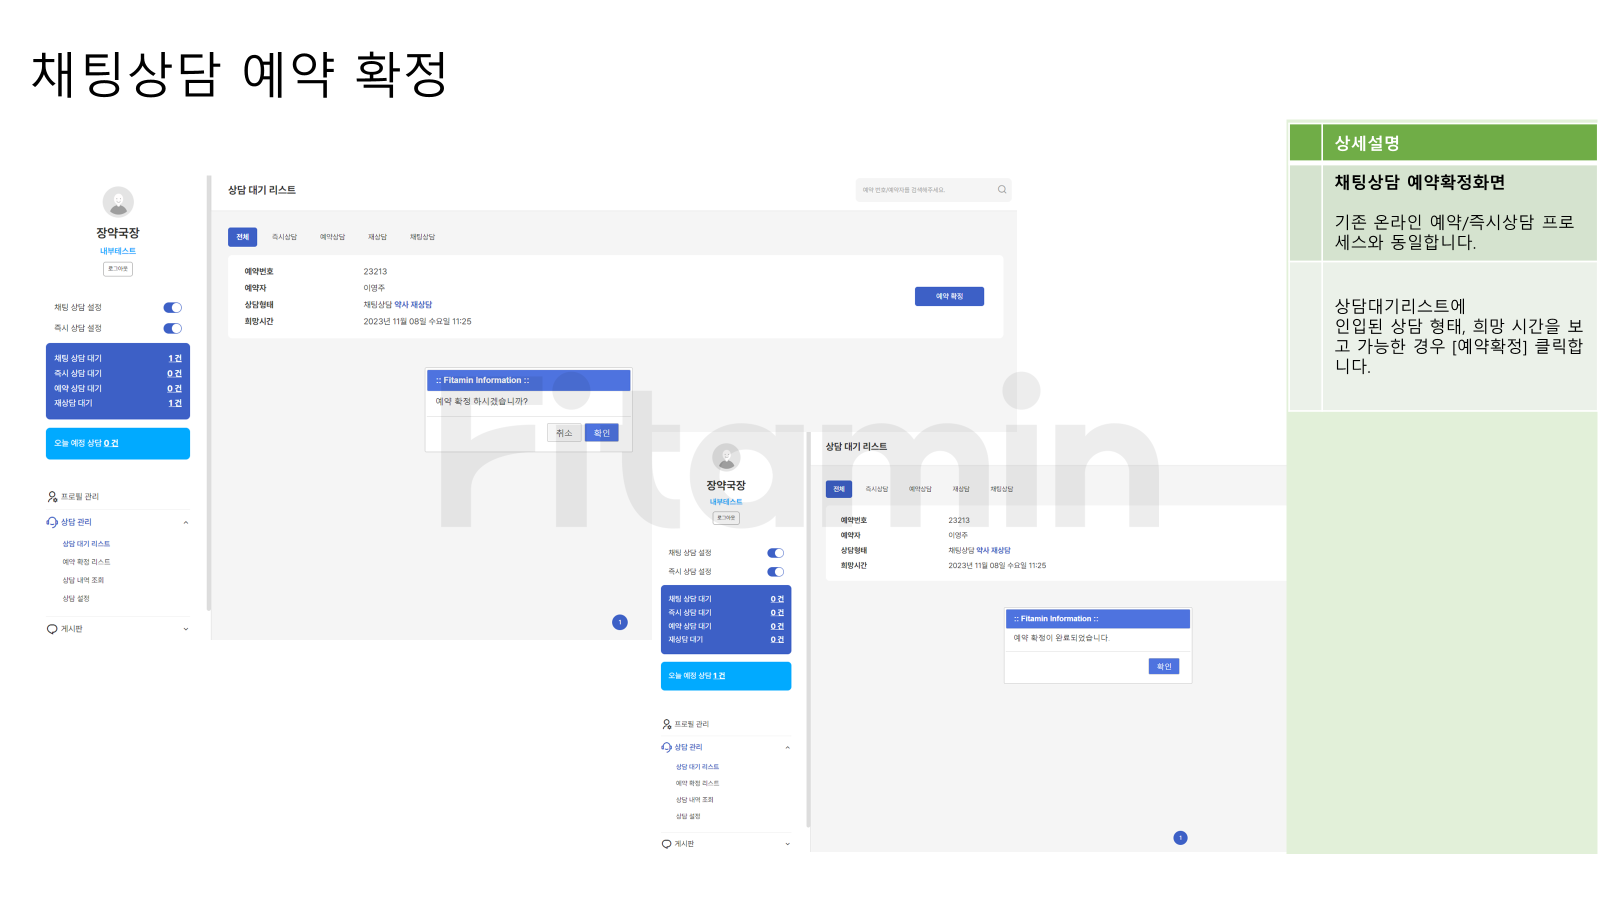 채팅상담 예약 확정
장약국장
내부테스트
로그아웃
채팅 상담 설정
즉시 상담 설정
채팅 상담 대기 1 건
즉시 상담 대기 0 건
예약 상담 대기 0 건
재상담 대기 1 건
오늘 예정 상담 0 건
프로필 관리
상담 관리
상담 대기 리스트
예약 확정 리스트
상담 내역 조회
상담 설정
게시판
상담 대기 리스트
예약 번호/예약자를 검색해주세요.
전체 즉시상담 예약상담 재상담 채팅상담
예약번호 23213
예약자 이영주
상담형태 채팅상담 약사 재상담
희망시간 2023년 11월 08일 수요일 11:25
예약 확정
:: Fitamin Information ::
예약 확정 하시겠습니까?
취소 확인
1
Fitamin
장약국장
내부테스트
로그아웃
채팅 상담 설정
즉시 상담 설정
채팅 상담 대기 0 건
즉시 상담 대기 0 건
예약 상담 대기 0 건
재상담 대기 0 건
오늘 예정 상담 1 건
프로필 관리
상담 관리
상담 대기 리스트
예약 확정 리스트
상담 내역 조회
상담 설정
게시판
상담 대기 리스트
전체 즉시상담 예약상담 재상담 채팅상담
예약번호 23213
예약자 이영주
상담형태 채팅상담 약사 재상담
희망시간 2023년 11월 08일 수요일 11:25
:: Fitamin Information ::
예약 확정이 완료되었습니다.
확인
1
상세설명
채팅상담 예약확정화면
기존 온라인 예약/즉시상담 프로
세스와 동일합니다.
상담대기리스트에
인입된 상담 형태, 희망 시간을 보
고 가능한 경우 [예약확정] 클릭합
니다.